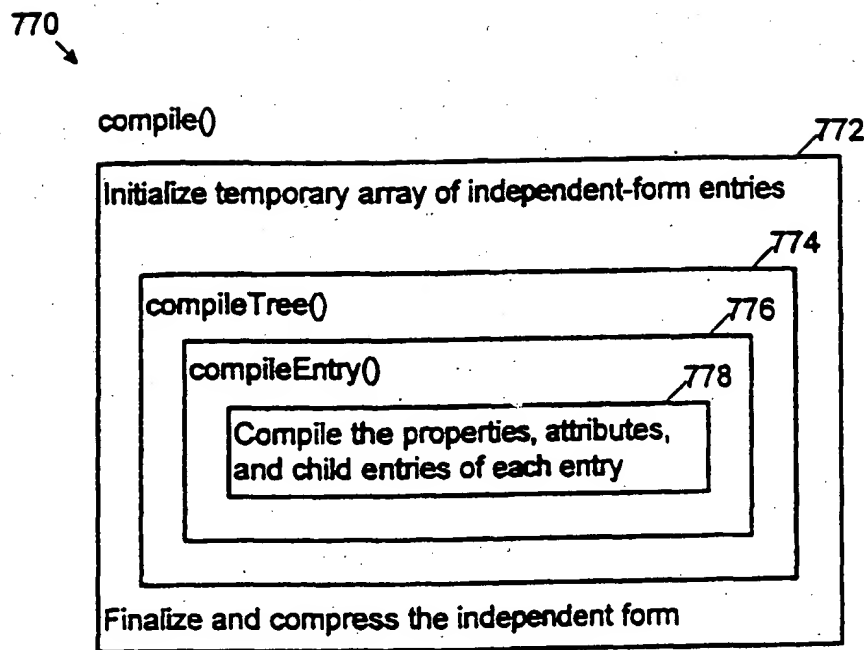 770
compile()
772
Initialize temporary array of independent-form entries
774
compileTree()
776
compileEntry()
778
Compile the properties, attributes,
and child entries of each entry
Finalize and compress the independent form